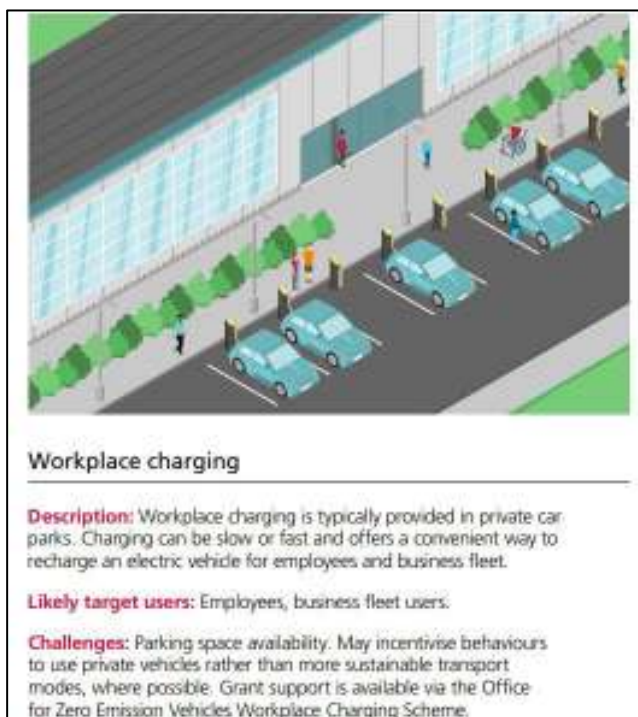 Workplace charging
Description: Workplace charging is typically provided in private car
parks. Charging can be slow or fast and offers a convenient way to
recharge an electric vehicle for employees and business fleet.
Likely target users: Employees, business fleet users.
Challenges: Parking space availability. May incentivise behaviours
to use private vehicles rather than more sustainable transport
modes, where possible. Grant support is available via the Office
for Zero Emission Vehicles Workplace Charging Scheme.